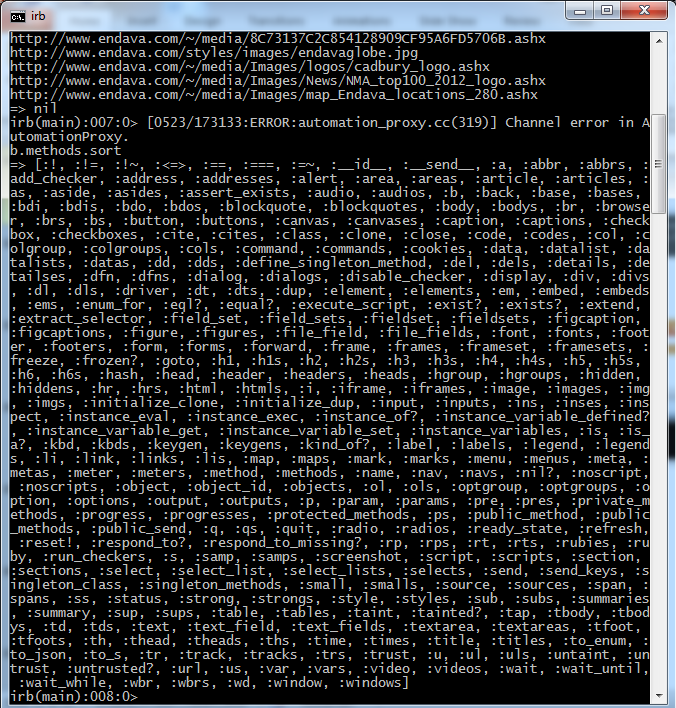 irb
http://www.endava.com/~/media/8C73137C2C854128909CF95A6FD5706B.ashx
http://www.endava.com/styles/images/endavaglobe.jpg
http://www.endava.com/~/media/Images/logos/cadbury_logo.ashx
http://www.endava.com/~/media/Images/News/NMA_top100_2012_logo.ashx
http://www.endava.com/~/media/Images/map_Endava_locations_280.ashx
=> nil
irb(main):007:0> [0523/173133:ERROR:automation_proxy.cc(319)] Channel error in A
utomationProxy.
b.methods.sort
=> [:!, :!=, :!~, :<=>, :==, :===, :=~, :__id__, :__send__, :a, :abbr, :abbrs, :
add_checker, :address, :addresses, :alert, :area, :areas, :article, :articles, :
as, :aside, :asides, :assert_exists, :audio, :audios, :b, :back, :base, :bases,
:bdi, :bdis, :bdo, :bdos, :blockquote, :blockquotes, :body, :bodys, :br, :browse
r, :brs, :bs, :button, :buttons, :canvas, :canvases, :caption, :captions, :check
box, :checkboxes, :cite, :cites, :class, :clone, :close, :code, :codes, :col, :c
olgroup, :colgroups, :cols, :command, :commands, :cookies, :data, :datalist, :da
talists, :datas, :dd, :dds, :define_singleton_method, :del, :dels, :details, :de
tailses, :dfn, :dfns, :dialog, :dialogs, :disable_checker, :display, :div, :divs
, :dl, :dls, :driver, :dt, :dts, :dup, :element, :elements, :em, :embed, :embeds
, :ems, :enum_for, :eql?, :equal?, :execute_script, :exist?, :exists?, :extend,
:extract_selector, :field_set, :field_sets, :fieldset, :fieldsets, :figcaption,
:figcaptions, :figure, :figures, :file_field, :file_fields, :font, :fonts, :foot
er, :footers, :form, :forms, :forward, :frame, :frames, :frameset, :framesets, :
freeze, :frozen?, :goto, :h1, :h1s, :h2, :h2s, :h3, :h3s, :h4, :h4s, :h5, :h5s,
:h6, :h6s, :hash, :head, :header, :headers, :heads, :hgroup, :hgroups, :hidden,
:hiddens, :hr, :hrs, :html, :htmls, :i, :iframe, :iframes, :image, :images, :img
, :imgs, :initialize_clone, :initialize_dup, :input, :inputs, :ins, :inses, :ins
pect, :instance_eval, :instance_exec, :instance_of?, :instance_variable_defined?
, :instance_variable_get, :instance_variable_set, :instance_variables, :is, :is_
a?, :kbd, :kbds, :keygen, :keygens, :kind_of?, :label, :labels, :legend, :legend
s, :li, :link, :links, :lis, :map, :maps, :mark, :marks, :menu, :menus, :meta, :
metas, :meter, :meters, :method, :methods, :name, :nav, :navs, :nil?, :noscript,
:noscripts, :object, :object_id, :objects, :ol, :ols, :optgroup, :optgroups, :o
ption, :options, :output, :outputs, :p, :param, :params, :pre, :pres, :private_m
ethods, :progress, :progresses, :protected_methods, :ps, :public_method, :public
_methods, :public_send, :q, :qs, :quit, :radio, :radios, :ready_state, :refresh,
:reset!, :respond_to?, :respond_to_missing?, :rp, :rps, :rt, :rts, :rubies, :ru
by, :run_checkers, :s, :samp, :samps, :screenshot, :script, :scripts, :section,
:sections, :select, :select_list, :select_lists, :selects, :send, :send_keys, :s
ingleton_class, :singleton_methods, :small, :smalls, :source, :sources, :span, :
spans, :ss, :status, :strong, :strongs, :style, :styles, :sub, :subs, :summaries
, :summary, :sup, :sups, :table, :tables, :taint, :tainted?, :tap, :tbody, :tbod
ys, :td, :tds, :text, :text_field, :text_fields, :textarea, :textareas, :tfoot,
:tfoots, :th, :thead, :theads, :ths, :time, :times, :title, :titles, :to_enum, :
to_json, :to_s, :tr, :track, :tracks, :trs, :trust, :u, :ul, :uls, :untaint, :un
trust, :untrusted?, :url, :us, :var, :vars, :video, :videos, :wait, :wait_until,
:wait_while, :wbr, :wbrs, :wd, :window, :windows]
irb(main):008:0>